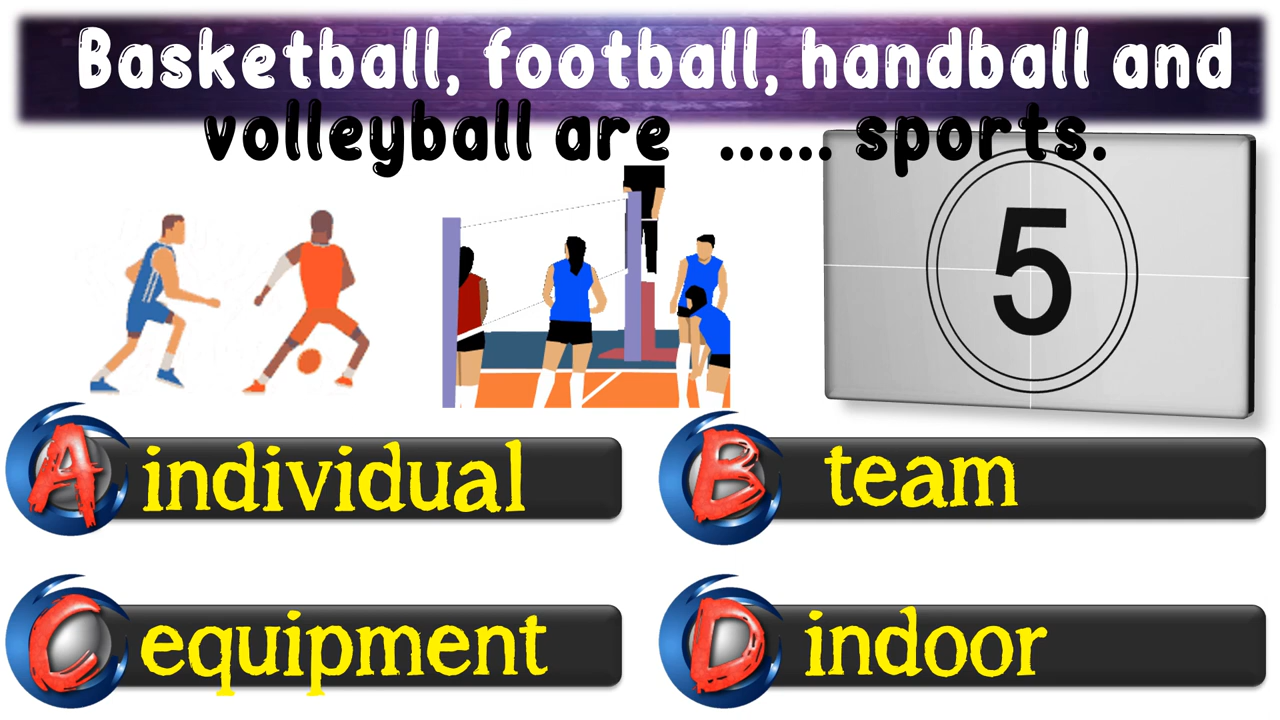 Basketball, football, handball and
volleyball are ...... sports.
5
A individual
B team
C equipment
D indoor